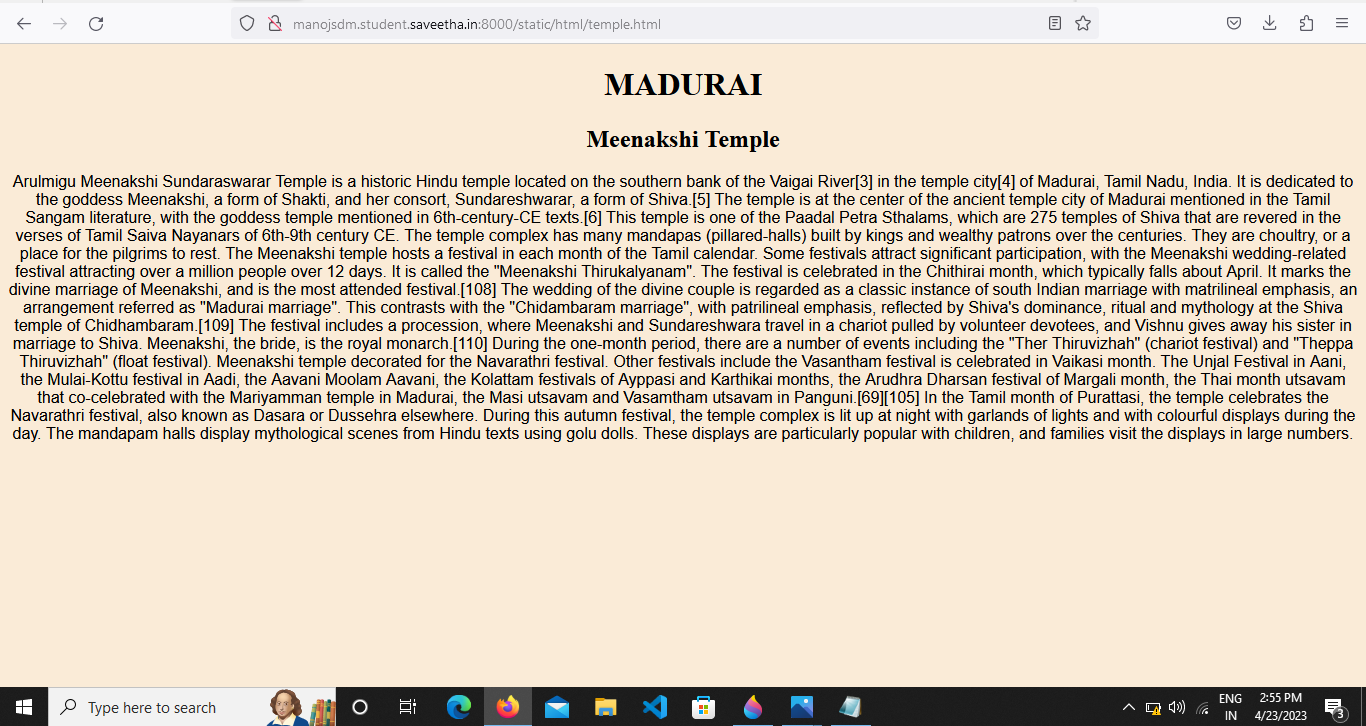 manojsdm.student.saveetha.in:8000/static/html/temple.html
MADURAI
Meenakshi Temple
Arulmigu Meenakshi Sundaraswarar Temple is a historic Hindu temple located on the southern bank of the Vaigai River[3] in the temple city[4] of Madurai, Tamil Nadu, India. It is dedicated to
the goddess Meenakshi, a form of Shakti, and her consort, Sundareshwarar, a form of Shiva.[5] The temple is at the center of the ancient temple city of Madurai mentioned in the Tamil
Sangam literature, with the goddess temple mentioned in 6th-century-CE texts.[6] This temple is one of the Paadal Petra Sthalams, which are 275 temples of Shiva that are revered in the
verses of Tamil Saiva Nayanars of 6th-9th century CE. The temple complex has many mandapas (pillared-halls) built by kings and wealthy patrons over the centuries. They are choultry, or a
place for the pilgrims to rest. The Meenakshi temple hosts a festival in each month of the Tamil calendar. Some festivals attract significant participation, with the Meenakshi wedding-related
festival attracting over a million people over 12 days. It is called the "Meenakshi Thirukalyanam". The festival is celebrated in the Chithirai month, which typically falls about April. It marks the
divine marriage of Meenakshi, and is the most attended festival.[108] The wedding of the divine couple is regarded as a classic instance of south Indian marriage with matrilineal emphasis, an
arrangement referred as "Madurai marriage". This contrasts with the "Chidambaram marriage", with patrilineal emphasis, reflected by Shiva's dominance, ritual and mythology at the Shiva
temple of Chidhambaram.[109] The festival includes a procession, where Meenakshi and Sundareshwara travel in a chariot pulled by volunteer devotees, and Vishnu gives away his sister in
marriage to Shiva. Meenakshi, the bride, is the royal monarch.[110] During the one-month period, there are a number of events including the "Ther Thiruvizhah" (chariot festival) and "Theppa
Thiruvizhah" (float festival). Meenakshi temple decorated for the Navarathri festival. Other festivals include the Vasantham festival is celebrated in Vaikasi month. The Unjal Festival in Aani,
the Mulai-Kottu festival in Aadi, the Aavani Moolam Aavani, the Kolattam festivals of Ayppasi and Karthikai months, the Arudhra Dharsan festival of Margali month, the Thai month utsavam
that co-celebrated with the Mariyamman temple in Madurai, the Masi utsavam and Vasamtham utsavam in Panguni.[69][105] In the Tamil month of Purattasi, the temple celebrates the
Navarathri festival, also known as Dasara or Dussehra elsewhere. During this autumn festival, the temple complex is lit up at night with garlands of lights and with colourful displays during the
day. The mandapam halls display mythological scenes from Hindu texts using golu dolls. These displays are particularly popular with children, and families visit the displays in large numbers.
Type here to search
ENG
IN
2:55 PM
4/23/2023
3